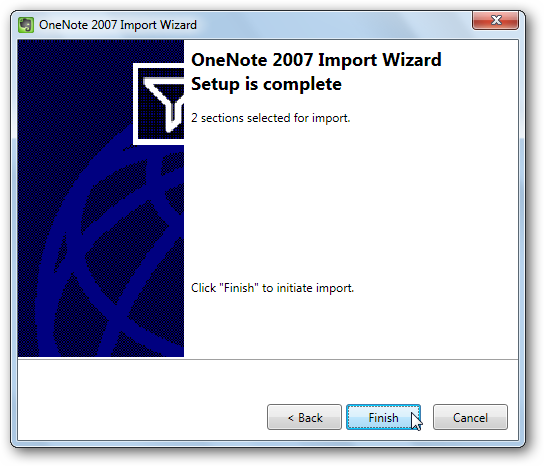 OneNote 2007 Import Wizard
OneNote 2007 Import Wizard
Setup is complete
2 sections selected for import.
Click "Finish" to initiate import.
< Back
Finish
Cancel